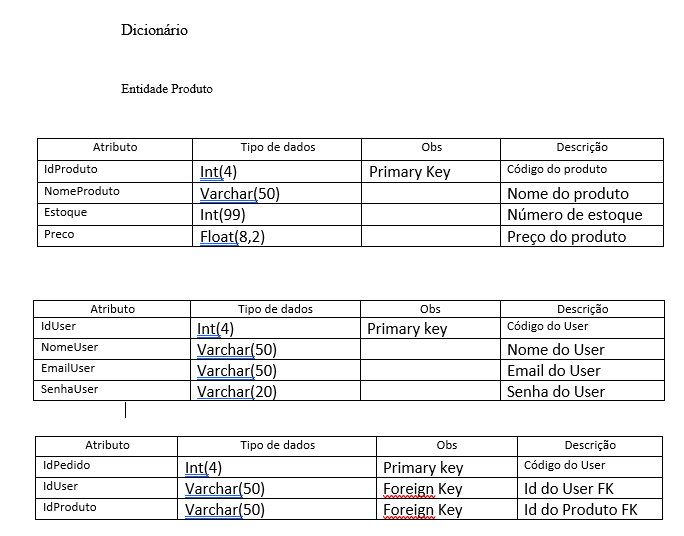 Dicionário
Entidade Produto
Atributo Tipo de dados Obs Descrição
IdProduto Int(4) Primary Key Código do produto
NomeProduto Varchar(50) Nome do produto
Estoque Int(99) Número de estoque
Preco Float(8,2) Preço do produto
Atributo Tipo de dados Obs Descrição
IdUser Int(4) Primary key Código do User
NomeUser Varchar(50) Nome do User
EmailUser Varchar(50) Email do User
SenhaUser Varchar(20) Senha do User
Atributo Tipo de dados Obs Descrição
IdPedido Int(4) Primary key Código do User
IdUser Varchar(50) Foreign Key Id do User FK
IdProduto Varchar(50) Foreign Key Id do Produto FK